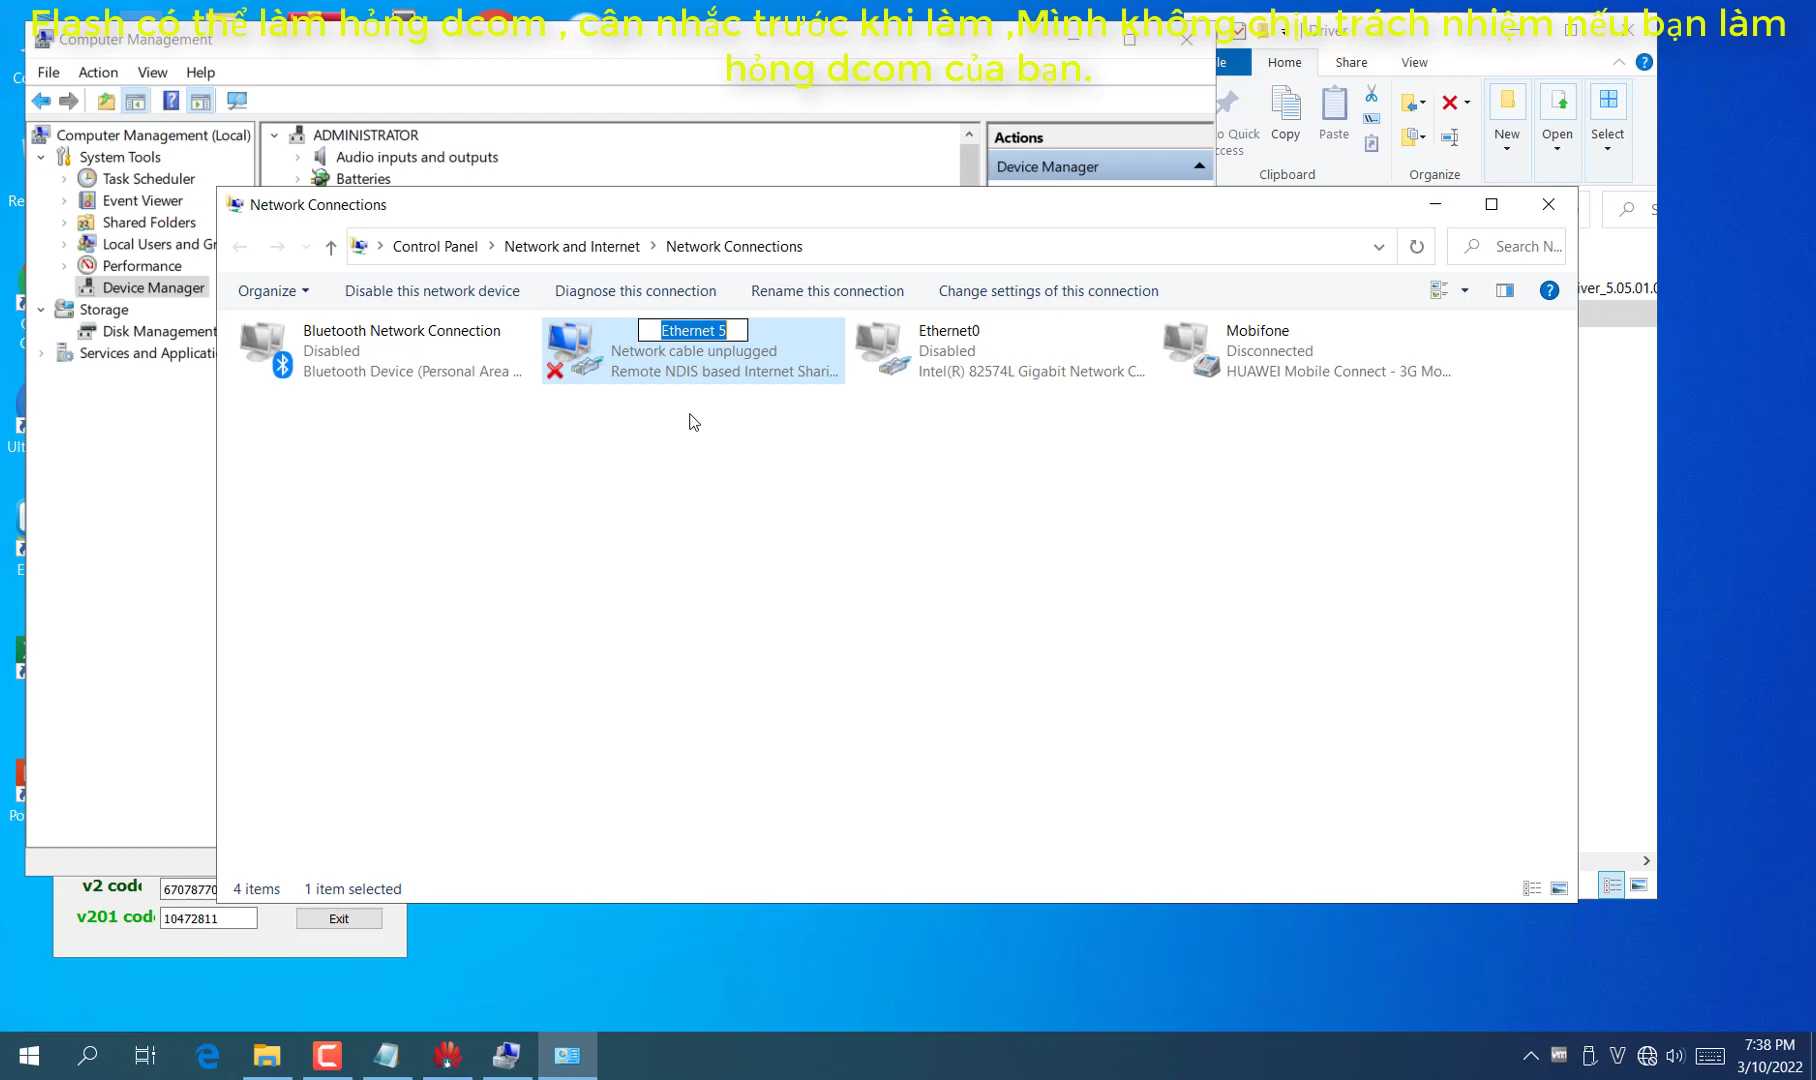 Flash có thể làm hỏng dcom , cân nhắc trước khi làm ,Mình không chịu trách nhiệm nếu bạn làm
hỏng dcom của bạn.
Computer Management
File Action View Help
Computer Management (Local)
System Tools
Task Scheduler
Event Viewer
Shared Folders
Local Users and Gr
Performance
Device Manager
Storage
Disk Management
Services and Applicati
ADMINISTRATOR
Audio inputs and outputs
Batteries
Actions
Device Manager
Driver
Home Share View
Copy
Paste
New
Open
Select
Clipboard
Organize
Network Connections
Control Panel Network and Internet Network Connections
Search N...
Organize Disable this network device Diagnose this connection Rename this connection Change settings of this connection
Bluetooth Network Connection
Disabled
Bluetooth Device (Personal Area ...
Ethernet 5
Network cable unplugged
Remote NDIS based Internet Shari...
Ethernet0
Disabled
Intel(R) 82574L Gigabit Network C...
Mobifone
Disconnected
HUAWEI Mobile Connect - 3G Mo...
iver_5.05.01.0
4 items 1 item selected
v2 code 67078770
v201 cod 10472811
Exit
7:38 PM
3/10/2022